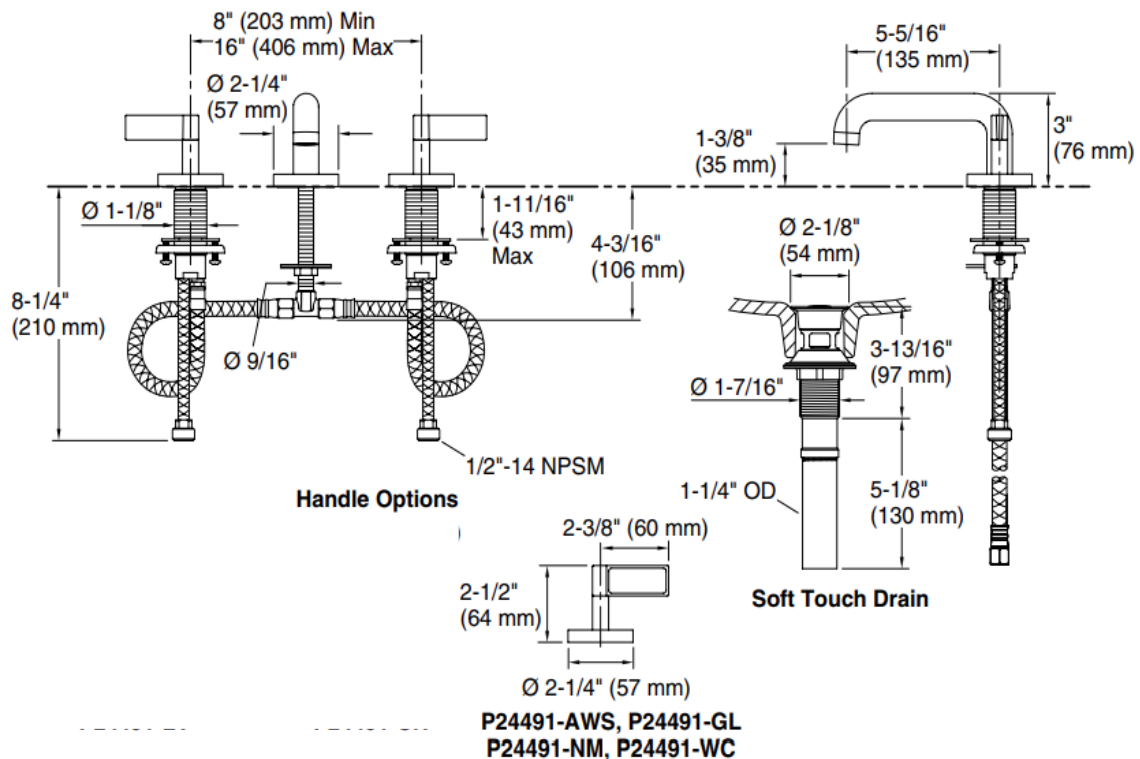 8" (203 mm) Min
16" (406 mm) Max
Ø 2-1/4"
(57 mm)
Ø 1-1/8"
1-11/16"
(43 mm)
Max
4-3/16"
(106 mm)
8-1/4"
(210 mm)
Ø 9/16"
1/2"-14 NPSM
5-5/16"
(135 mm)
1-3/8"
(35 mm)
3"
(76 mm)
Ø 2-1/8"
(54 mm)
3-13/16"
(97 mm)
Ø 1-7/16"
1-1/4" OD
5-1/8"
(130 mm)
Soft Touch Drain
Handle Options
2-3/8" (60 mm)
2-1/2"
(64 mm)
Ø 2-1/4" (57 mm)
P24491-AWS, P24491-GL
P24491-NM, P24491-WC